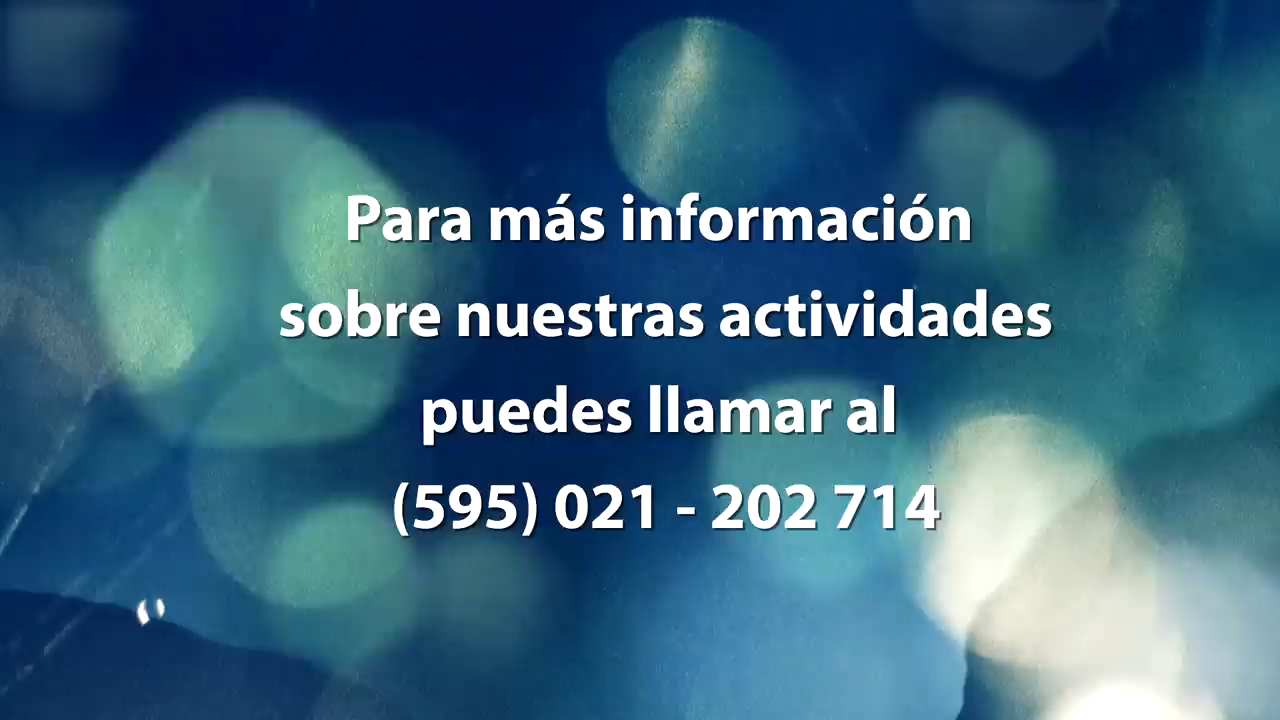 Para más información
sobre nuestras actividades
puedes llamar al
(595) 021 - 202 714